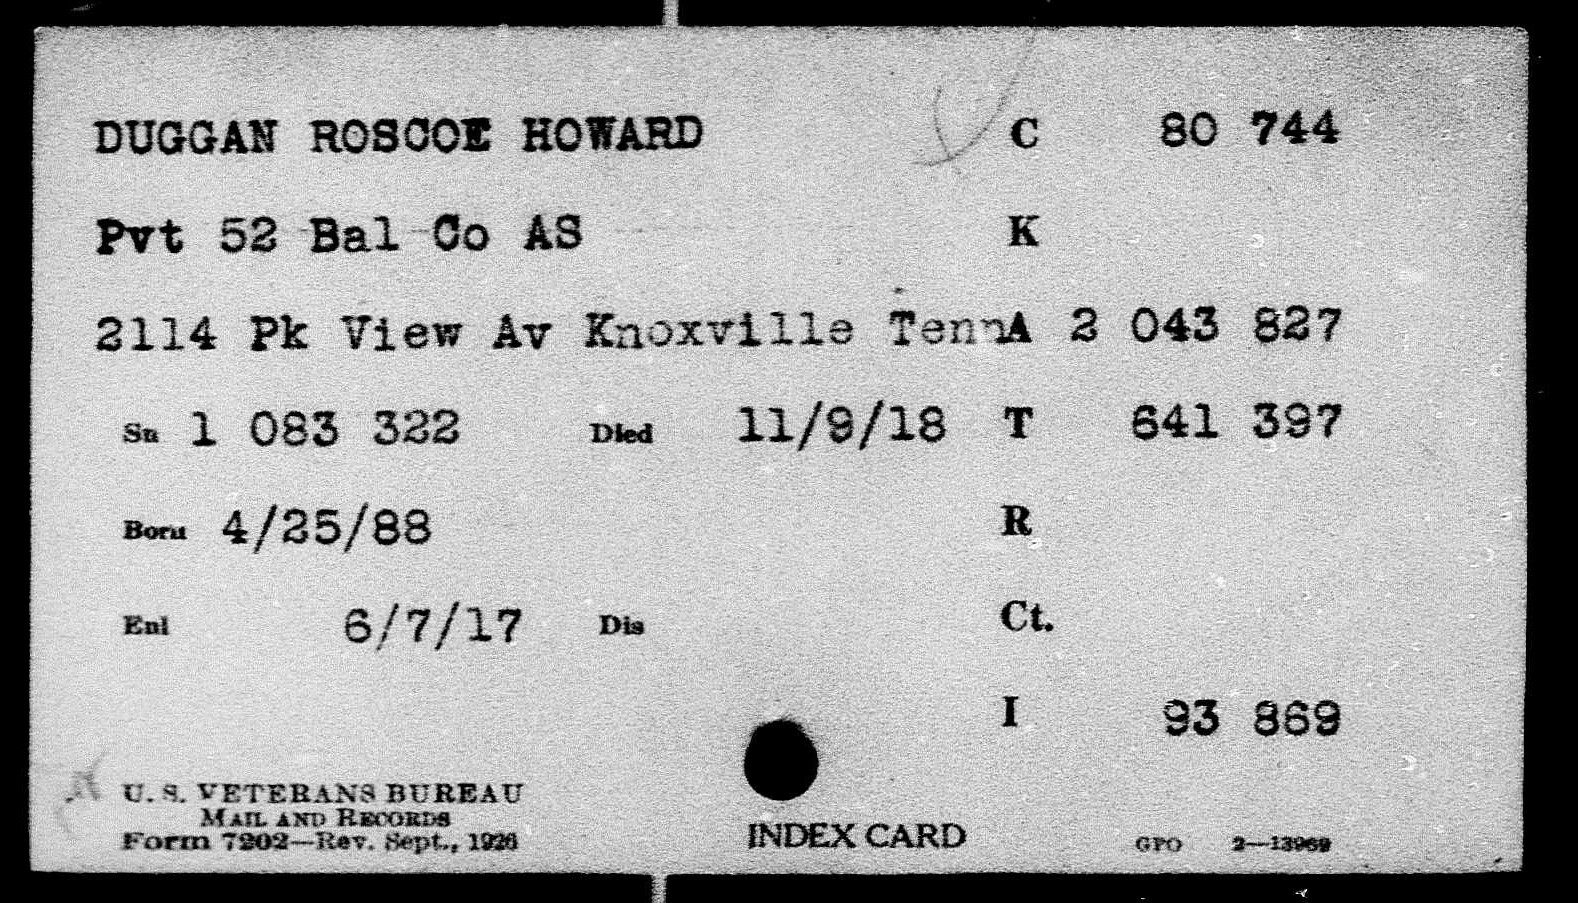 DUGGAN ROSCOE HOWARD C 80 744
Pvt 52 Bal Co AS K
2114 Pk View Av Knoxville Tenn A 2 043 827
Sn 1 083 322 Died 11/9/18 T 641 397
Born 4/25/88 R
Enl 6/7/17 Dis Ct.
I 93 869
U. S. VETERANS BUREAU
MAIL AND RECORDS
Form 7202—Rev. Sept., 1926
INDEX CARD
GPO 2—13969